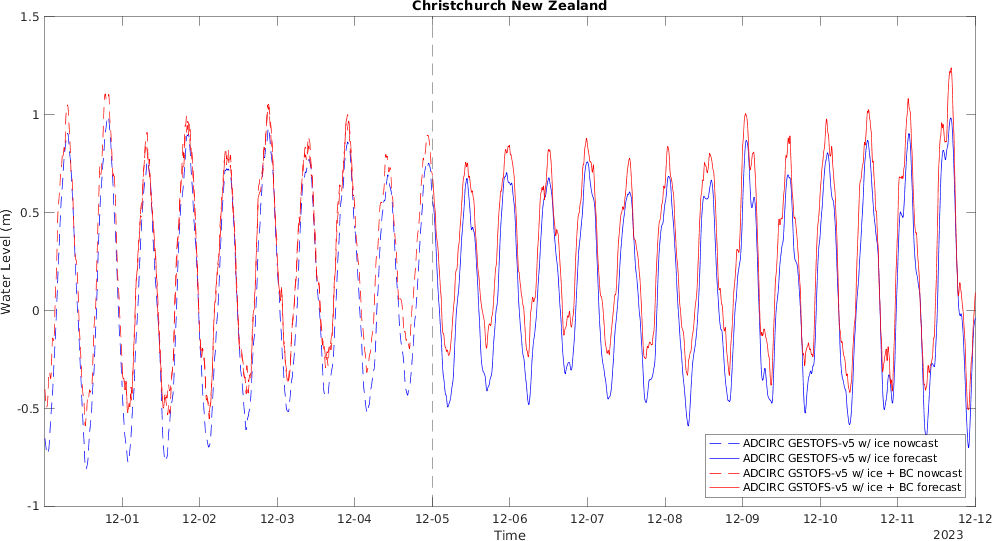 Christchurch New Zealand
1.5
1
0.5
0
-0.5
-1
Water Level (m)
12-01
12-02
12-03
12-04
12-05
12-06
12-07
12-08
12-09
12-10
12-11
12-12
2023
Time
ADCIRC GESTOFS-v5 w/ ice nowcast
ADCIRC GESTOFS-v5 w/ ice forecast
ADCIRC GSTOFS-v5 w/ ice + BC nowcast
ADCIRC GSTOFS-v5 w/ ice + BC forecast